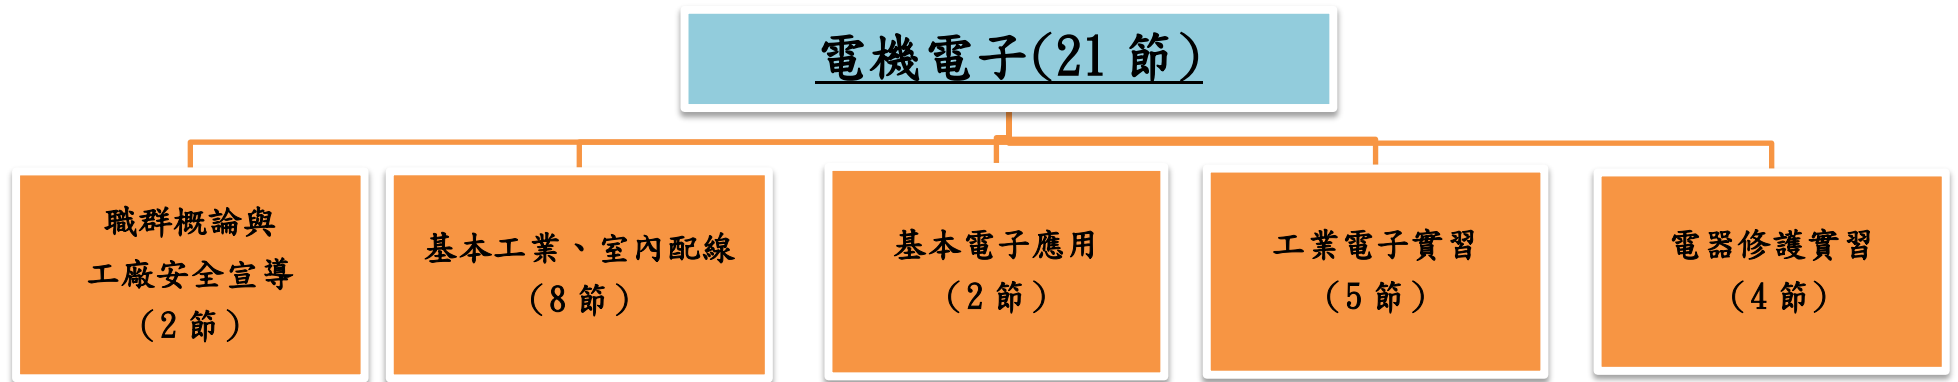 電機電子(21 節)
職群概論與
工廠安全宣導
(2 節)
基本工業、室內配線
(8 節)
基本電子應用
(2 節)
工業電子實習
(5 節)
電器修護實習
(4 節)